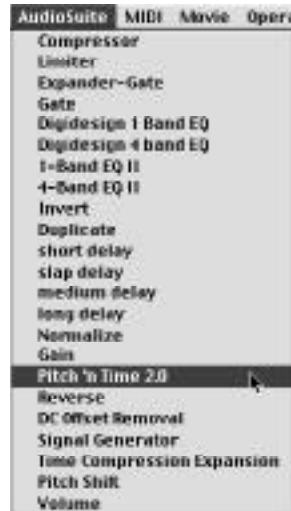 AudioSuite MIDI Movie Opera
Compressor
Limiter
Expander-Gate
Gate
Digidesign 1 Band EQ
Digidesign 4 band EQ
1-Band EQ II
4-Band EQ II
Invert
Duplicate
short delay
slap delay
medium delay
long delay
Normalize
Gain
Pitch 'n Time 2.0
Reverse
DC Offset Removal
Signal Generator
Time Compression Expansion
Pitch Shift
Volume